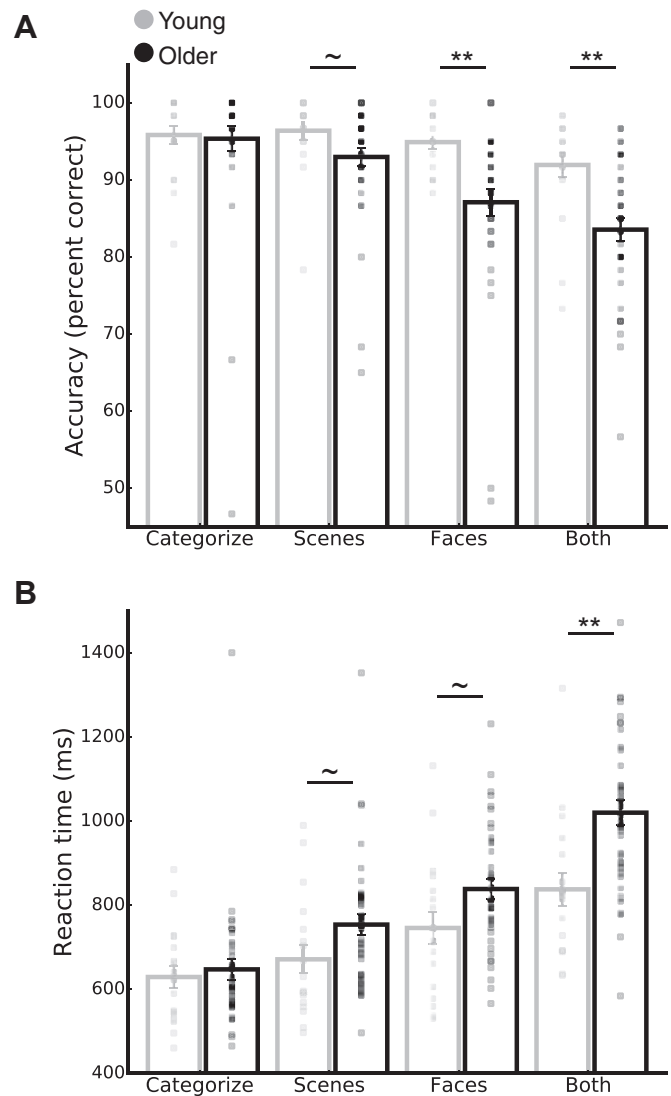 A
Young
Older
~
**
**
100
90
80
70
60
50
Accuracy (percent correct)
Categorize
Scenes
Faces
Both
B
**
~
~
1400
1200
1000
800
600
400
Reaction time (ms)
Categorize
Scenes
Faces
Both